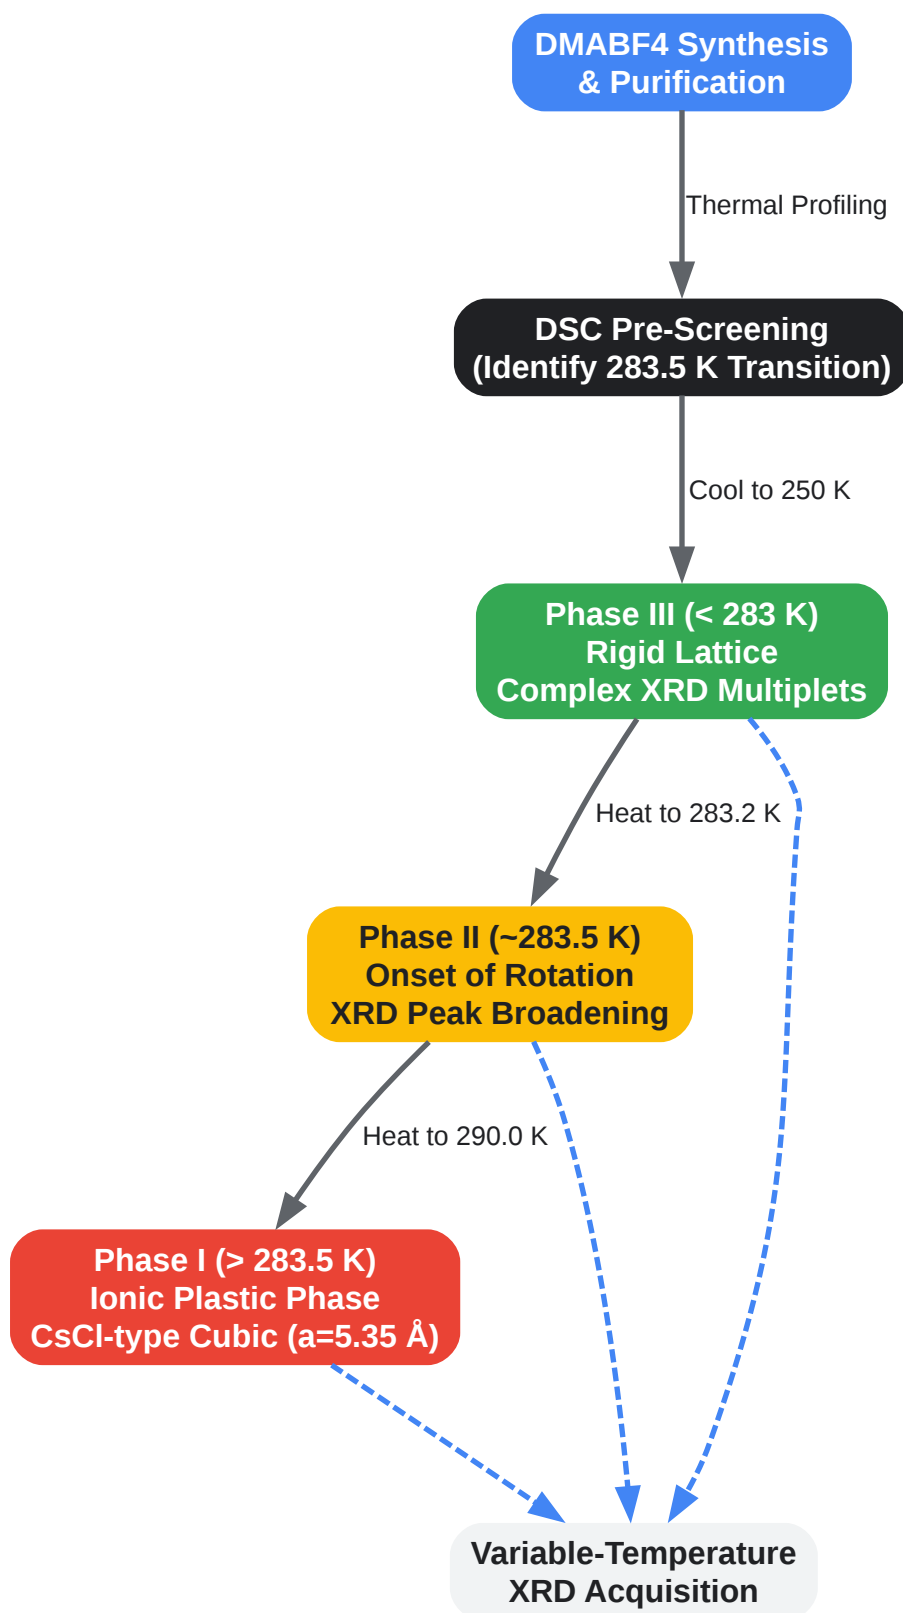 DMABF4 Synthesis
& Purification
Thermal Profiling
DSC Pre-Screening
(Identify 283.5 K Transition)
Cool to 250 K
Phase III (< 283 K)
Rigid Lattice
Complex XRD Multiplets
Heat to 283.2 K
Phase II (~283.5 K)
Onset of Rotation
XRD Peak Broadening
Heat to 290.0 K
Phase I (> 283.5 K)
Ionic Plastic Phase
CsCl-type Cubic (a=5.35 Å)
Variable-Temperature
XRD Acquisition